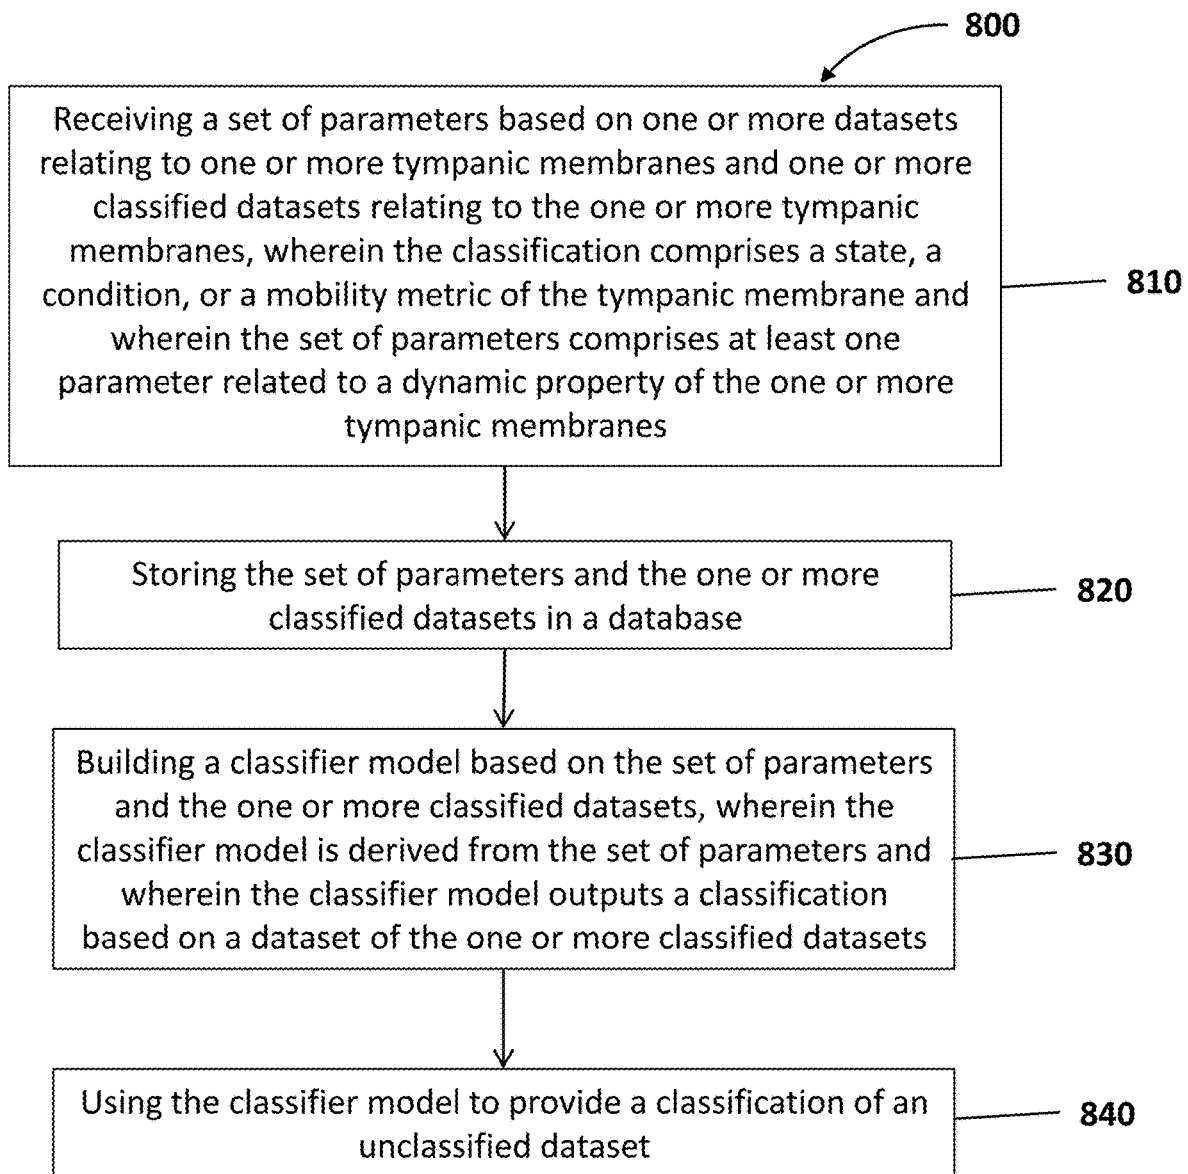 800
Receiving a set of parameters based on one or more datasets
relating to one or more tympanic membranes and one or more
classified datasets relating to the one or more tympanic
membranes, wherein the classification comprises a state, a
condition, or a mobility metric of the tympanic membrane and
wherein the set of parameters comprises at least one
parameter related to a dynamic property of the one or more
tympanic membranes
810
Storing the set of parameters and the one or more
classified datasets in a database
820
Building a classifier model based on the set of parameters
and the one or more classified datasets, wherein the
classifier model is derived from the set of parameters and
wherein the classifier model outputs a classification
based on a dataset of the one or more classified datasets
830
Using the classifier model to provide a classification of an
unclassified dataset
840